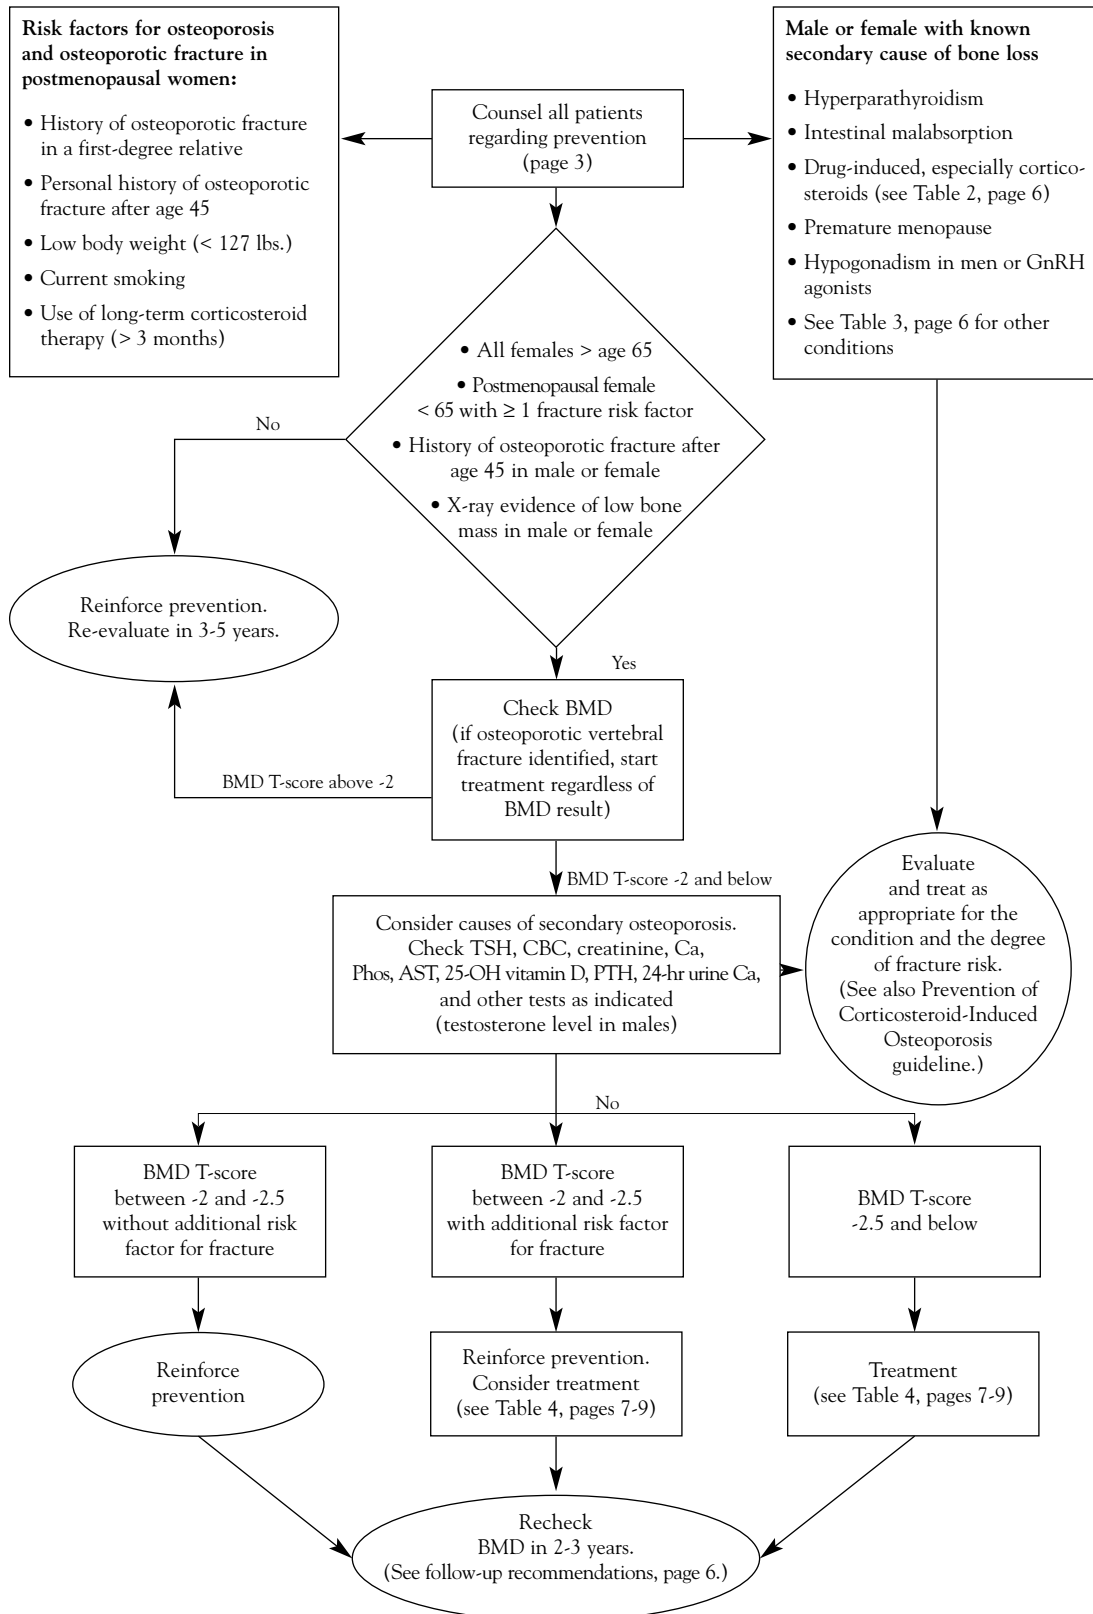 Risk factors for osteoporosis
and osteoporotic fracture in
postmenopausal women:
• History of osteoporotic fracture
in a first-degree relative
• Personal history of osteoporotic
fracture after age 45
• Low body weight (< 127 lbs.)
• Current smoking
• Use of long-term corticosteroid
therapy (> 3 months)
Counsel all patients
regarding prevention
(page 3)
Male or female with known
secondary cause of bone loss
• Hyperparathyroidism
• Intestinal malabsorption
• Drug-induced, especially cortico-
steroids (see Table 2, page 6)
• Premature menopause
• Hypogonadism in men or GnRH
agonists
• See Table 3, page 6 for other
conditions
• All females > age 65
• Postmenopausal female
< 65 with ≥ 1 fracture risk factor
• History of osteoporotic fracture after
age 45 in male or female
• X-ray evidence of low bone
mass in male or female
No
Reinforce prevention.
Re-evaluate in 3-5 years.
Yes
Check BMD
(if osteoporotic vertebral
fracture identified, start
treatment regardless of
BMD result)
BMD T-score above -2
BMD T-score -2 and below
Consider causes of secondary osteoporosis.
Check TSH, CBC, creatinine, Ca,
Phos, AST, 25-OH vitamin D, PTH, 24-hr urine Ca,
and other tests as indicated
(testosterone level in males)
Evaluate
and treat as
appropriate for the
condition and the degree
of fracture risk.
(See also Prevention of
Corticosteroid-Induced
Osteoporosis
guideline.)
No
BMD T-score
between -2 and -2.5
without additional risk
factor for fracture
BMD T-score
between -2 and -2.5
with additional risk factor
for fracture
BMD T-score
-2.5 and below
Reinforce
prevention
Reinforce prevention.
Consider treatment
(see Table 4, pages 7-9)
Treatment
(see Table 4, pages 7-9)
Recheck
BMD in 2-3 years.
(See follow-up recommendations, page 6.)